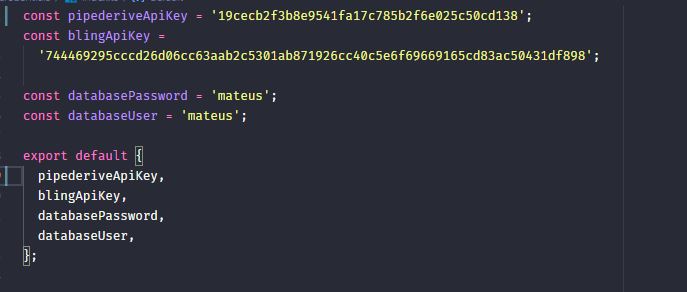 const pipederiveApiKey = '19cecb2f3b8e9541fa17c785b2f6e025c50cd138';
const blingApiKey =
'744469295cccd26d06cc63aab2c5301ab871926cc40c5e6f69669165cd83ac50431df898';
const databasePassword = 'mateus';
const databaseUser = 'mateus';
export default {
pipederiveApiKey,
blingApiKey,
databasePassword,
databaseUser,
};